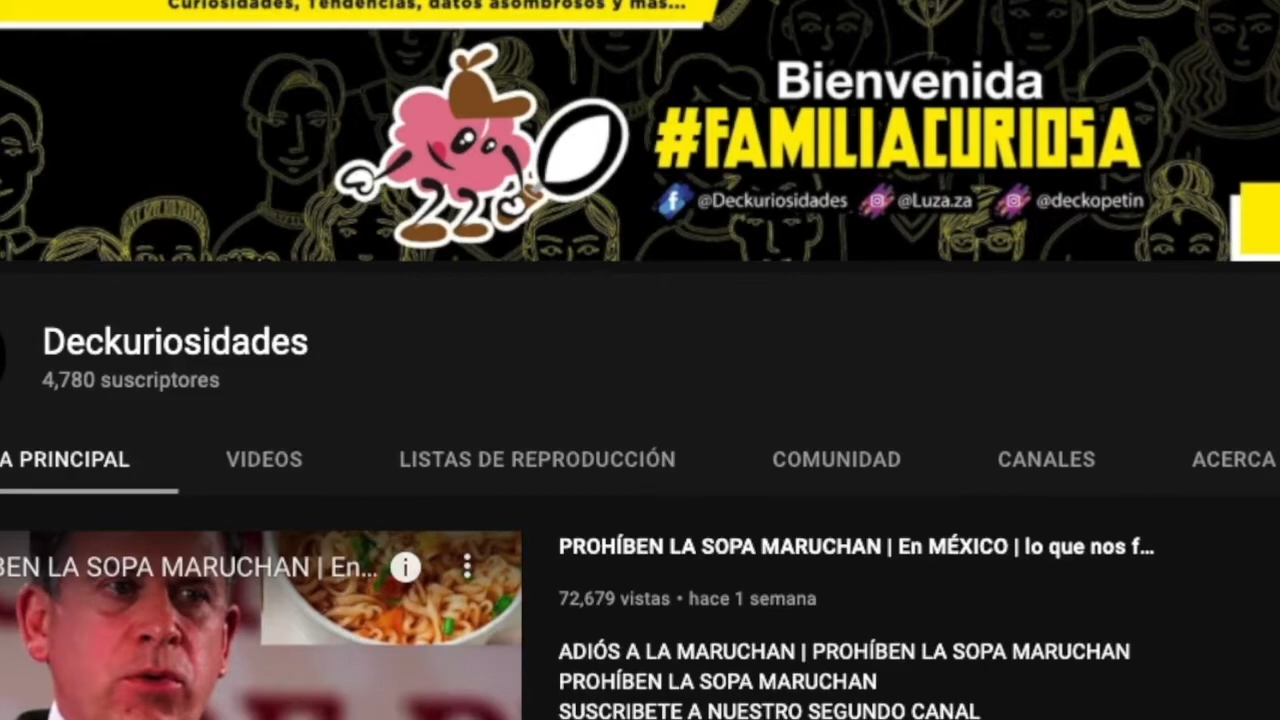 Curiosidades, Tendencias, datos asombrosos y más...
Bienvenida
#FAMILIACURIOSA
@Deckuriosidades @Luza.za @deckopetin
Deckuriosidades
4,780 suscriptores
A PRINCIPAL VIDEOS LISTAS DE REPRODUCCIÓN COMUNIDAD CANALES ACERCA
BEN LA SOPA MARUCHAN | En...
PROHÍBEN LA SOPA MARUCHAN | En MÉXICO | lo que nos f...
72,679 vistas • hace 1 semana
ADIÓS A LA MARUCHAN | PROHÍBEN LA SOPA MARUCHAN
PROHÍBEN LA SOPA MARUCHAN
SUSCRIBETE A NUESTRO SEGUNDO CANAL